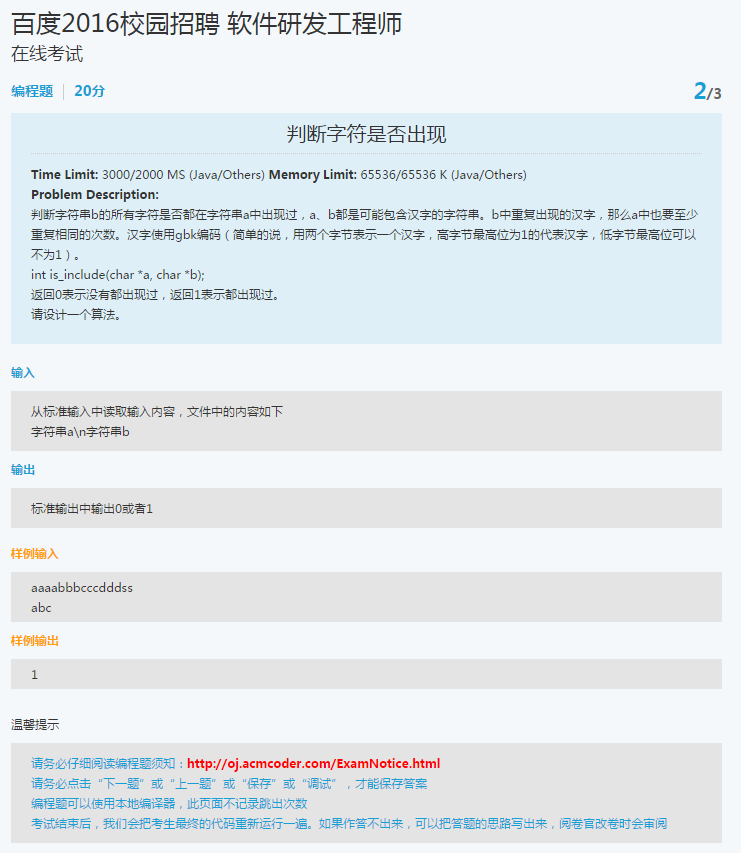 百度2016校园招聘 软件研发工程师
在线考试
编程题 | 20分
2/3
判断字符是否出现
Time Limit: 3000/2000 MS (Java/Others) Memory Limit: 65536/65536 K (Java/Others)
Problem Description:
判断字符串b的所有字符是否都在字符串a中出现过，a、b都是可能包含汉字的字符串。b中重复出现的汉字，那么a中也要至少
重复相同的次数。汉字使用gbk编码（简单的说，用两个字节表示一个汉字，高字节最高位为1的代表汉字，低字节最高位可以
不为1）。
int is_include(char *a, char *b);
返回0表示没有都出现过，返回1表示都出现过。
请设计一个算法。
输入
从标准输入中读取输入内容，文件中的内容如下
字符串a\n字符串b
输出
标准输出中输出0或者1
样例输入
aaaabbbcccdddss
abc
样例输出
1
温馨提示
请务必仔细阅读编程题须知：http://oj.acmcoder.com/ExamNotice.html
请务必点击“下一题”或“上一题”或“保存”或“调试”，才能保存答案
编程题可以使用本地编译器，此页面不记录跳出次数
考试结束后，我们会把考生最终的代码重新运行一遍。如果作答不出来，可以把答题的思路写出来，阅卷官改卷时会审阅